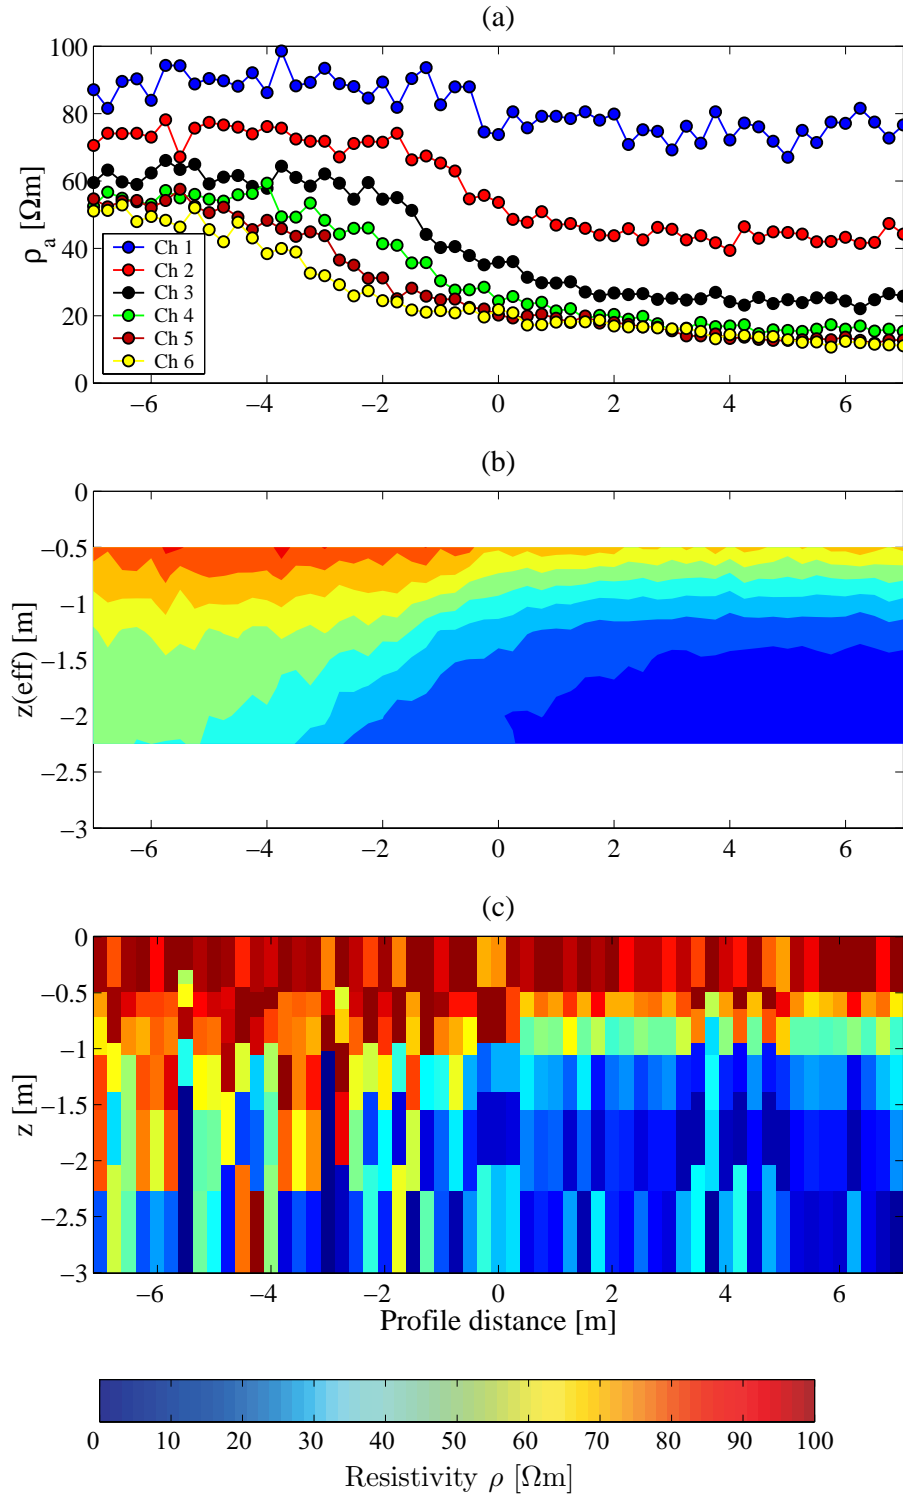 (a)
100
80
60
40
20
0
ρa [Ωm]
Ch 1
Ch 2
Ch 3
Ch 4
Ch 5
Ch 6
−6 −4 −2 0 2 4 6
(b)
0
−0.5
−1
−1.5
−2
−2.5
−3
z(eff) [m]
−6 −4 −2 0 2 4 6
(c)
0
−0.5
−1
−1.5
−2
−2.5
−3
z [m]
−6 −4 −2 0 2 4 6
Profile distance [m]
0 10 20 30 40 50 60 70 80 90 100
Resistivity ρ [Ωm]